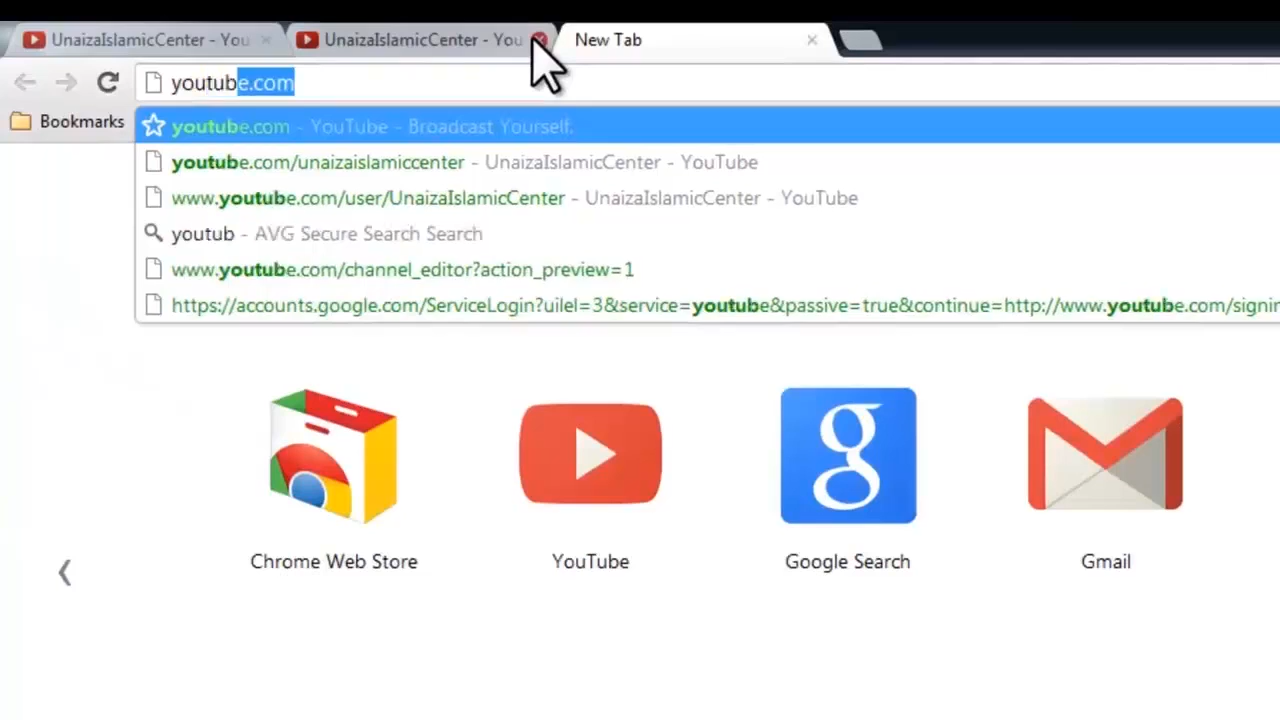 UnaizaIslamicCenter - You
UnaizaIslamicCenter - You
New Tab
youtube.com
Bookmarks
youtube.com - YouTube - Broadcast Yourself.
youtube.com/unaizaislamiccenter - UnaizaIslamicCenter - YouTube
www.youtube.com/user/UnaizaIslamicCenter - UnaizaIslamicCenter - YouTube
youtub - AVG Secure Search Search
www.youtube.com/channel_editor?action_preview=1
https://accounts.google.com/ServiceLogin?uilel=3&service=youtube&passive=true&continue=http://www.youtube.com/signin
Chrome Web Store
YouTube
Google Search
Gmail